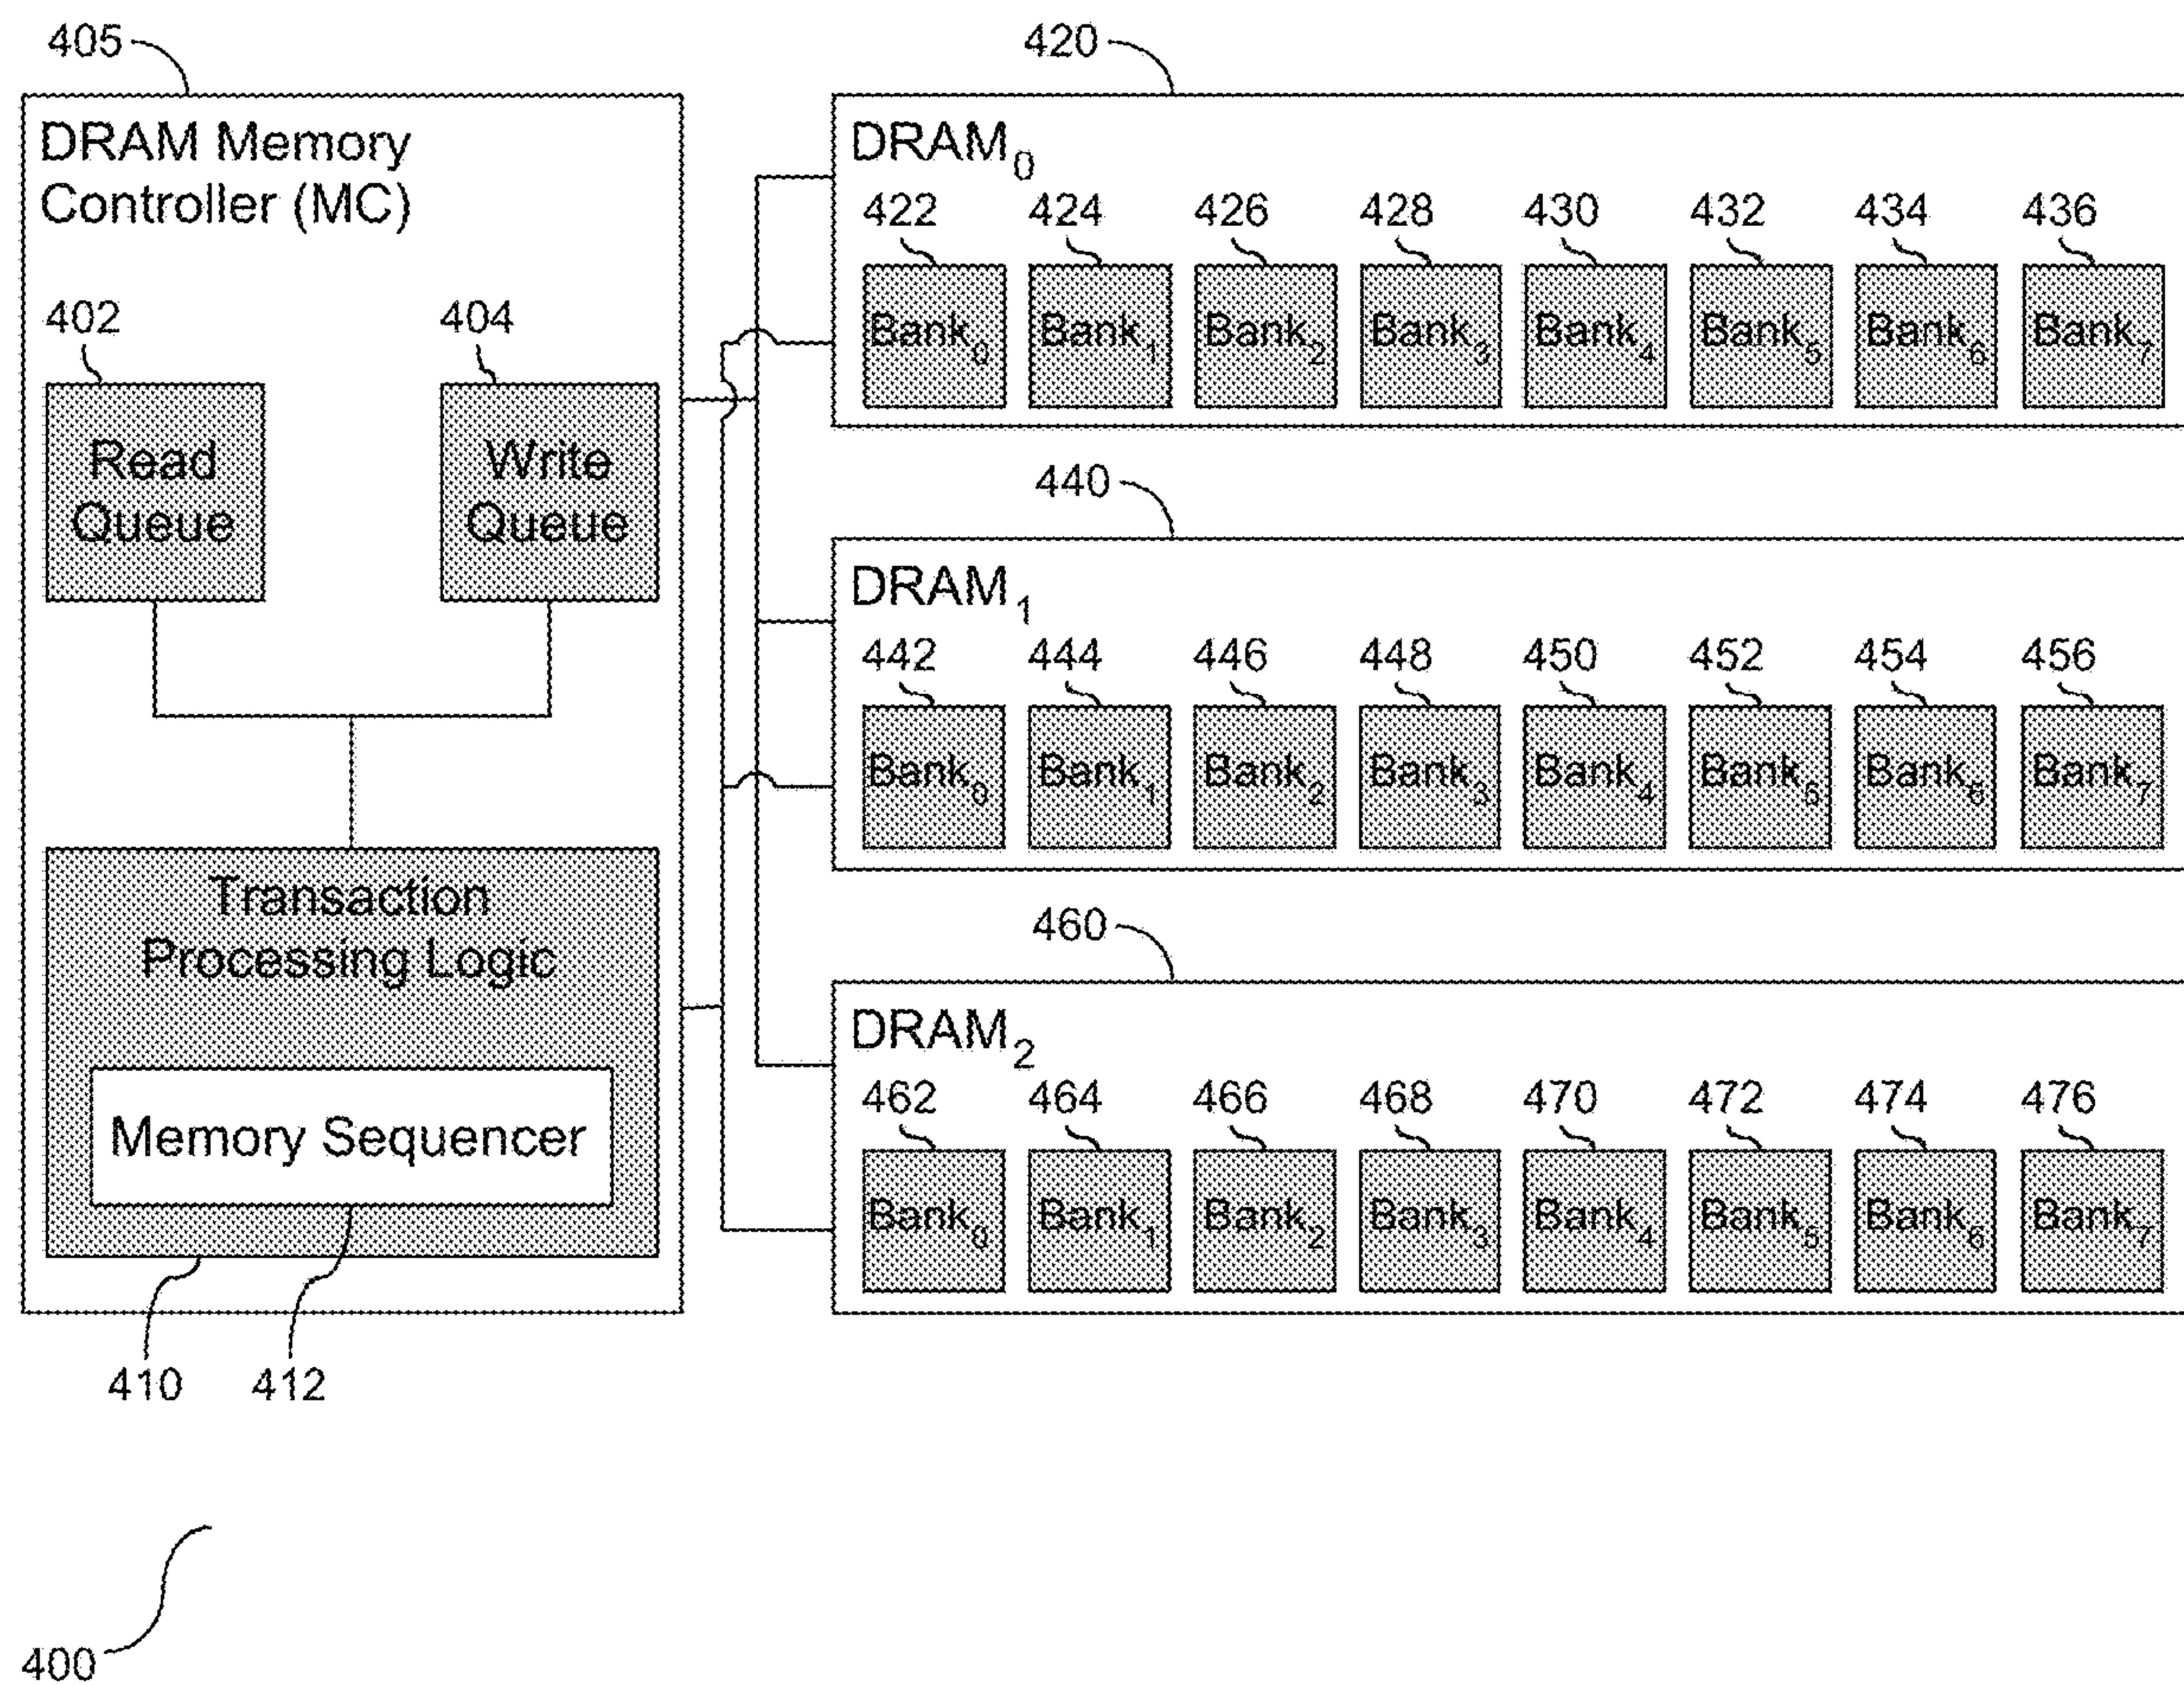 405
420
DRAM Memory
Controller (MC)
402
404
Read
Queue
Write
Queue
Transaction
Processing Logic
Memory Sequencer
410
412
DRAM0
422 424 426 428 430 432 434 436
Bank0 Bank1 Bank2 Bank3 Bank4 Bank5 Bank6 Bank7
440
DRAM1
442 444 446 448 450 452 454 456
Bank0 Bank1 Bank2 Bank3 Bank4 Bank5 Bank6 Bank7
460
DRAM2
462 464 466 468 470 472 474 476
Bank0 Bank1 Bank2 Bank3 Bank4 Bank5 Bank6 Bank7
400